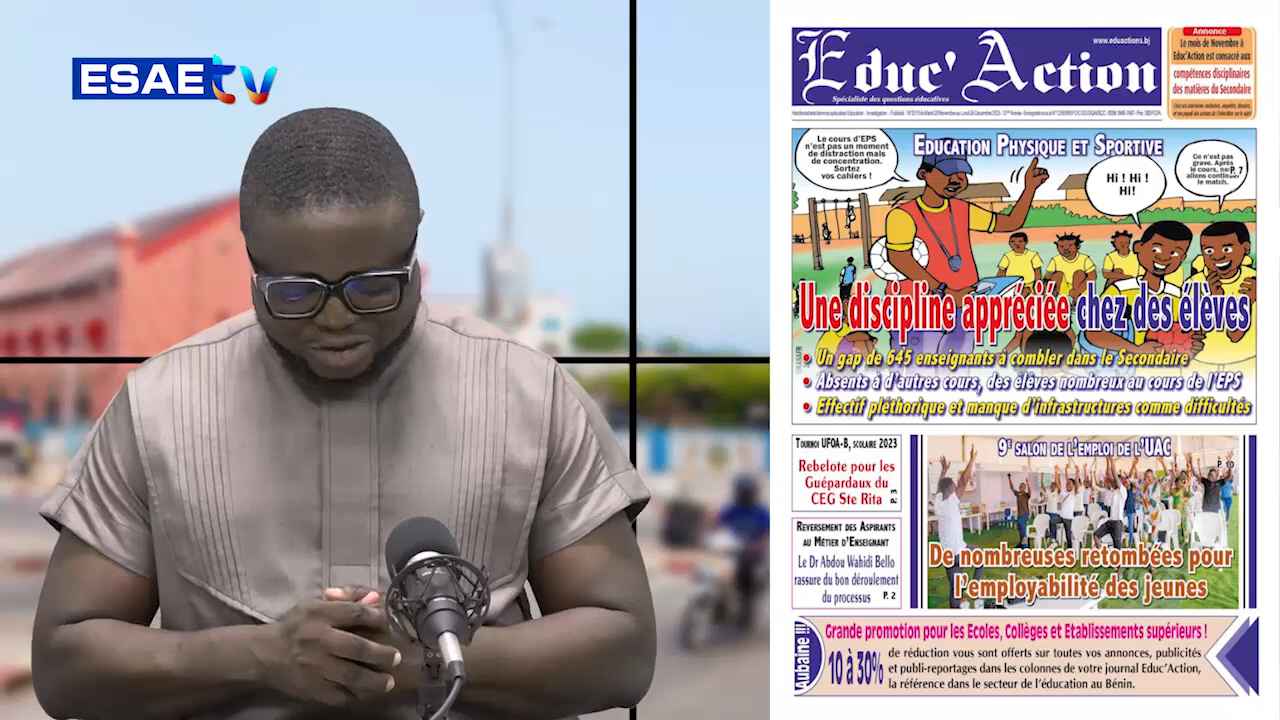 ESAEtv
Educ' Action
www.eduactions.bj
Spécialiste des questions éducatives
Annonce
Le mois de Novembre à
Educ'Action est consacré aux
compétences disciplinaires
des matières du Secondaire
Le cours d'EPS
n'est pas un moment
de distraction mais
de concentration.
Sortez
vos cahiers !
EDUCATION PHYSIQUE ET SPORTIVE
Hi ! Hi !
Hi!
Ce n'est pas
grave. Après
le cours,
allons
le match.
P. 7
Une discipline appréciée chez des élèves
• Un gap de 645 enseignants à combler dans le Secondaire
• Absents à d'autres cours, des élèves nombreux au cours de l'EPS
• Effectif pléthorique et manque d'infrastructures comme difficultés
TOURNOI UFOA-B, SCOLAIRE 2023
Rebelote pour les
Guépardaux du
CEG Ste Rita
P. 3
REVERSEMENT DES ASPIRANTS
AU MÉTIER D'ENSEIGNANT
Le Dr Abdou Wahidi Bello
rassure du bon déroulement
du processus P. 2
9E SALON DE L'EMPLOI DE L'UAC
P. 10
De nombreuses retombées pour
l'employabilité des jeunes
Aubaine !!!
Grande promotion pour les Ecoles, Collèges et Etablissements supérieurs !
10 à 30%
de réduction vous sont offerts sur toutes vos annonces, publicités
et publi-reportages dans les colonnes de votre journal Educ'Action,
la référence dans le secteur de l'éducation au Bénin.